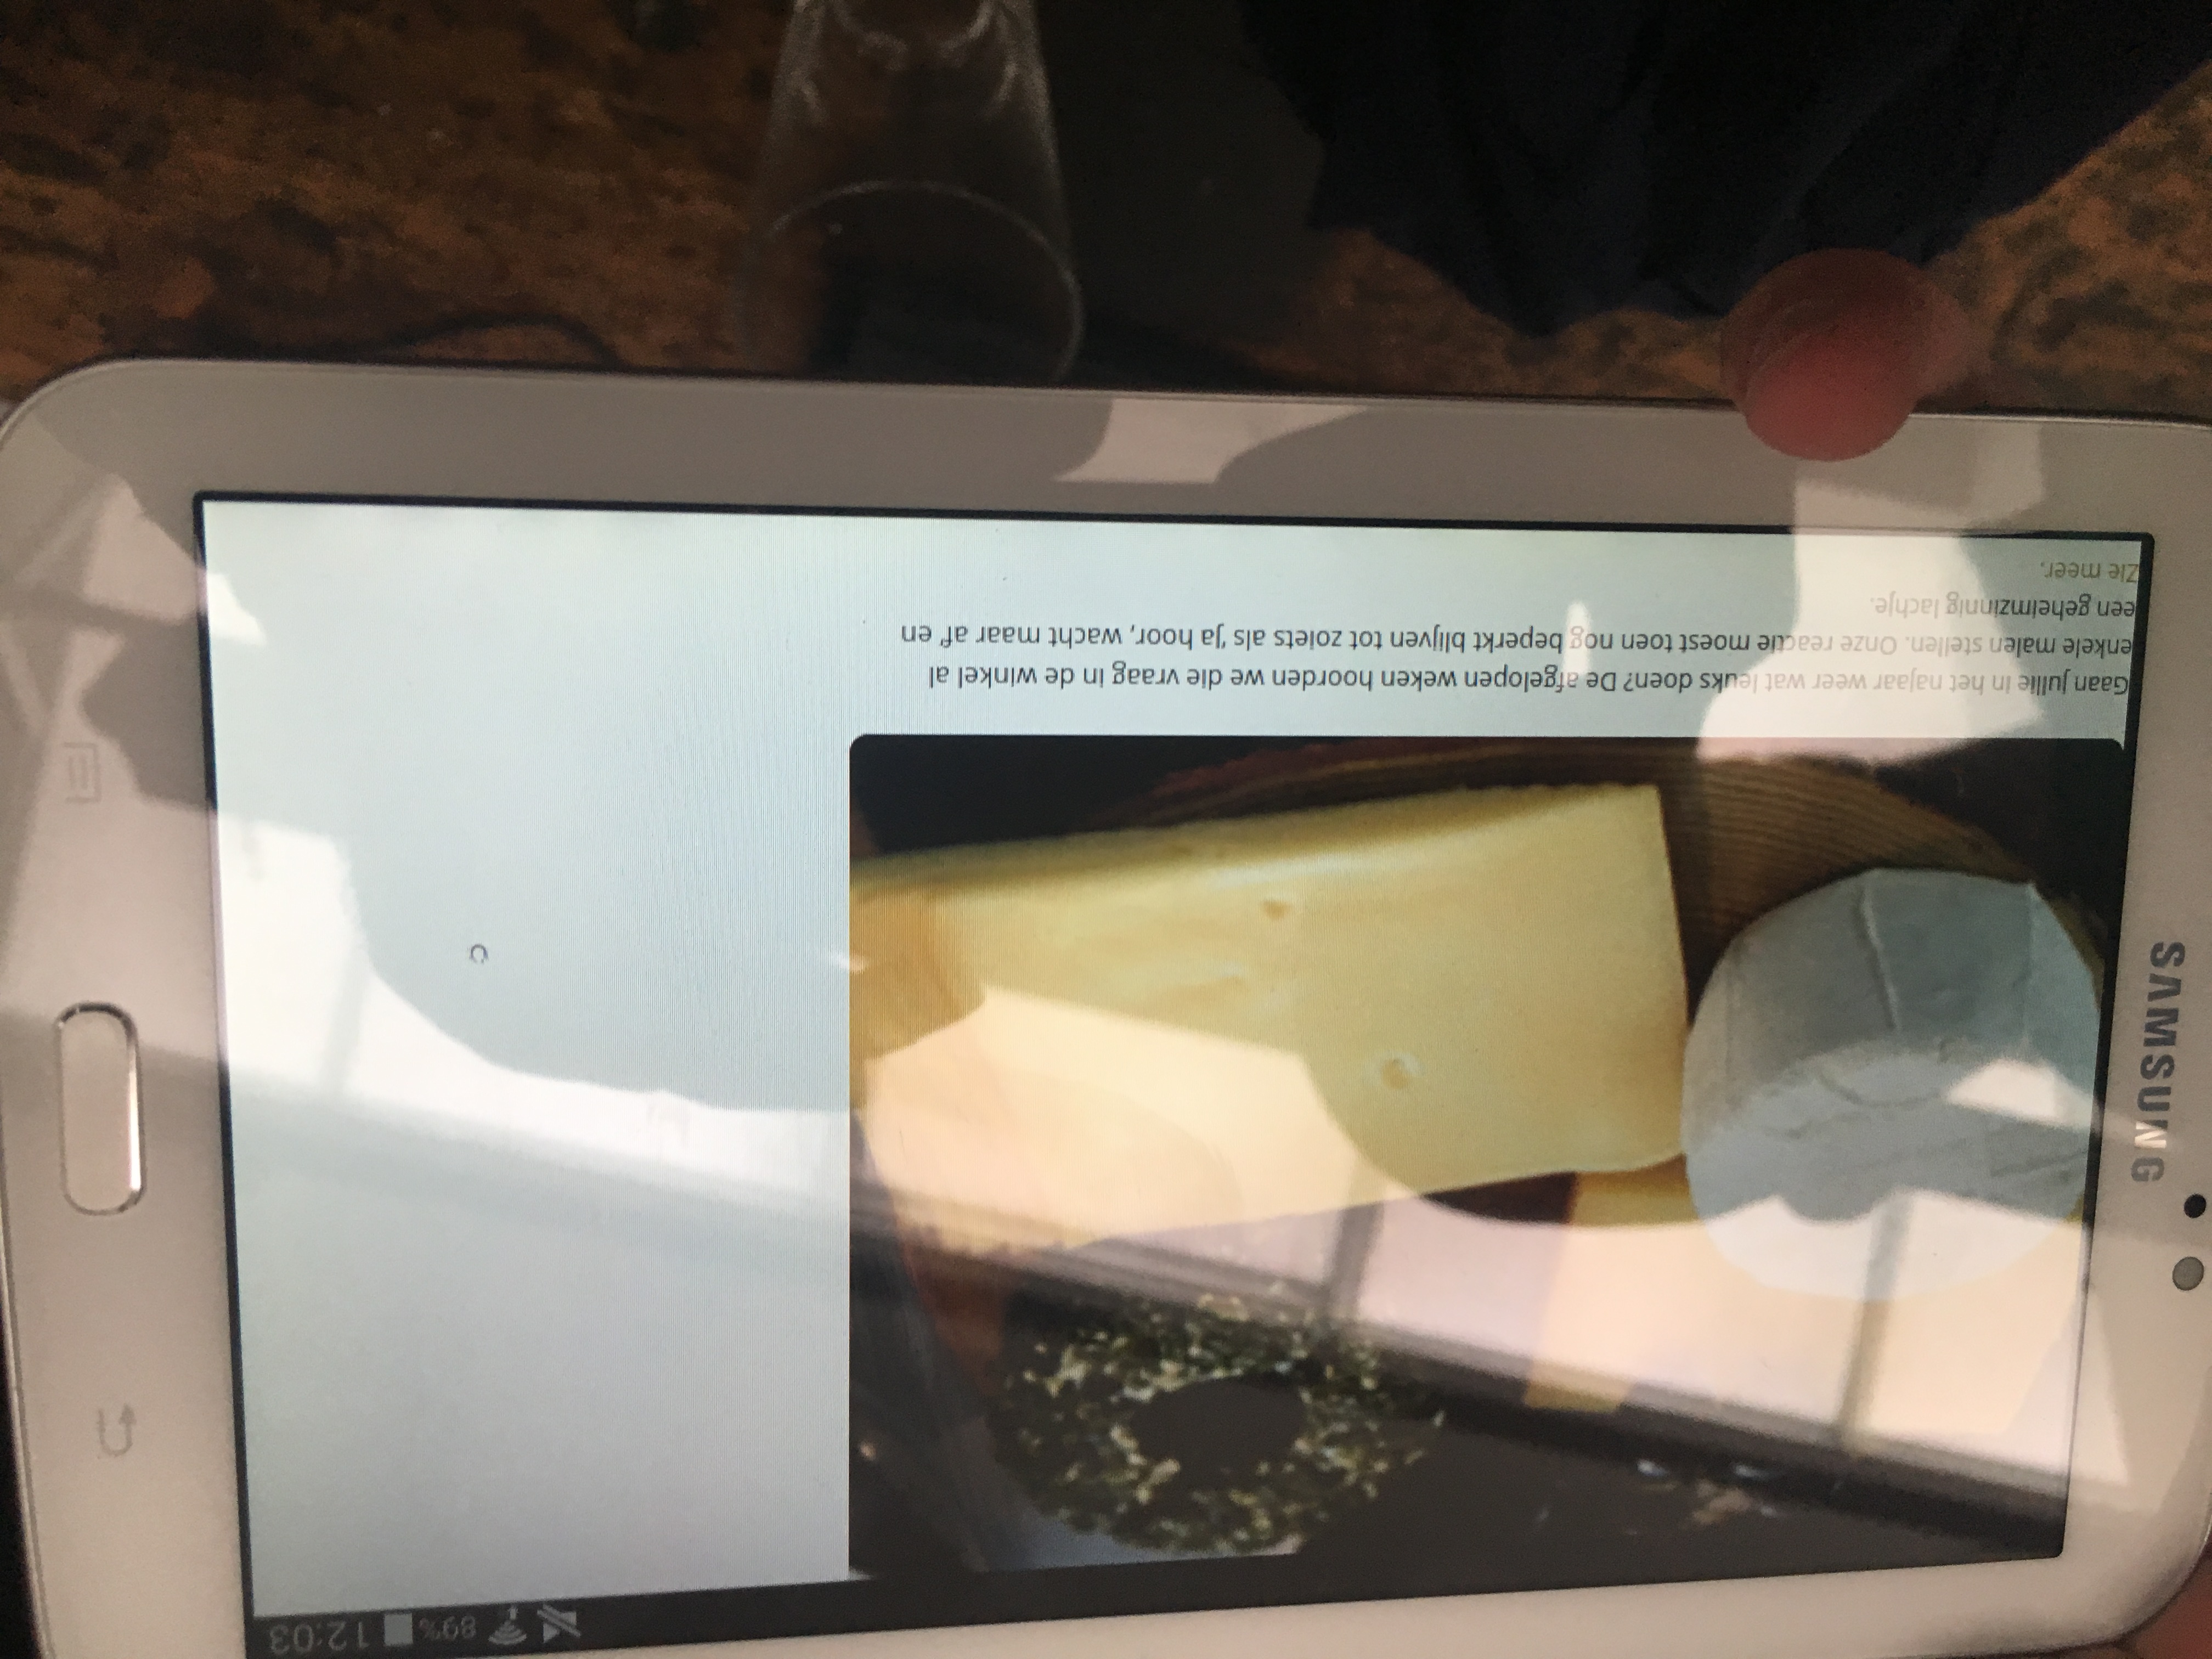 89% 12:03
SAMSUNG
Gaan jullie in het najaar weer wat leuks doen? De afgelopen weken hoorden we die vraag in de winkel al
enkele malen stellen. Onze reactie moest toen nog beperkt blijven tot zoiets als 'Ja hoor, wacht maar af' en
een geheimzinnig lachje.
Zie meer.